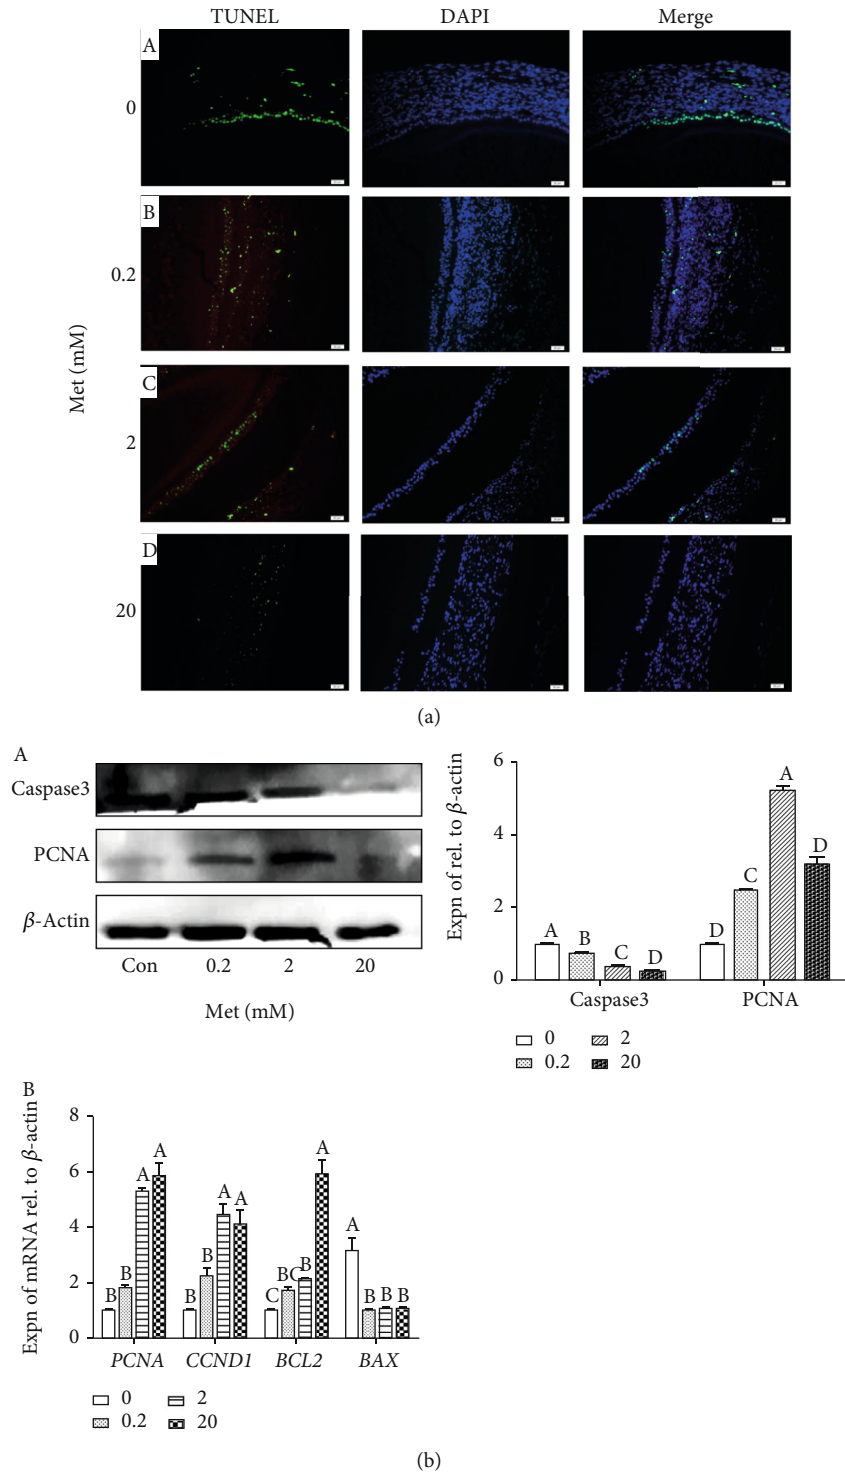 TUNEL DAPI Merge
A
0
B
0.2
Met (mM)
C
2
D
20
(a)
A
Caspase3
PCNA
β-Actin
Con 0.2 2 20
Met (mM)
Expn of rel. to β-actin
6
4
2
0
A B C D
D C A D
Caspase3 PCNA
0 2
0.2 20
B
Expn of mRNA rel. to β-actin
8
6
4
2
0
B B A A
B B A A
C BC B A
A B B B
PCNA CCND1 BCL2 BAX
0 2
0.2 20
(b)